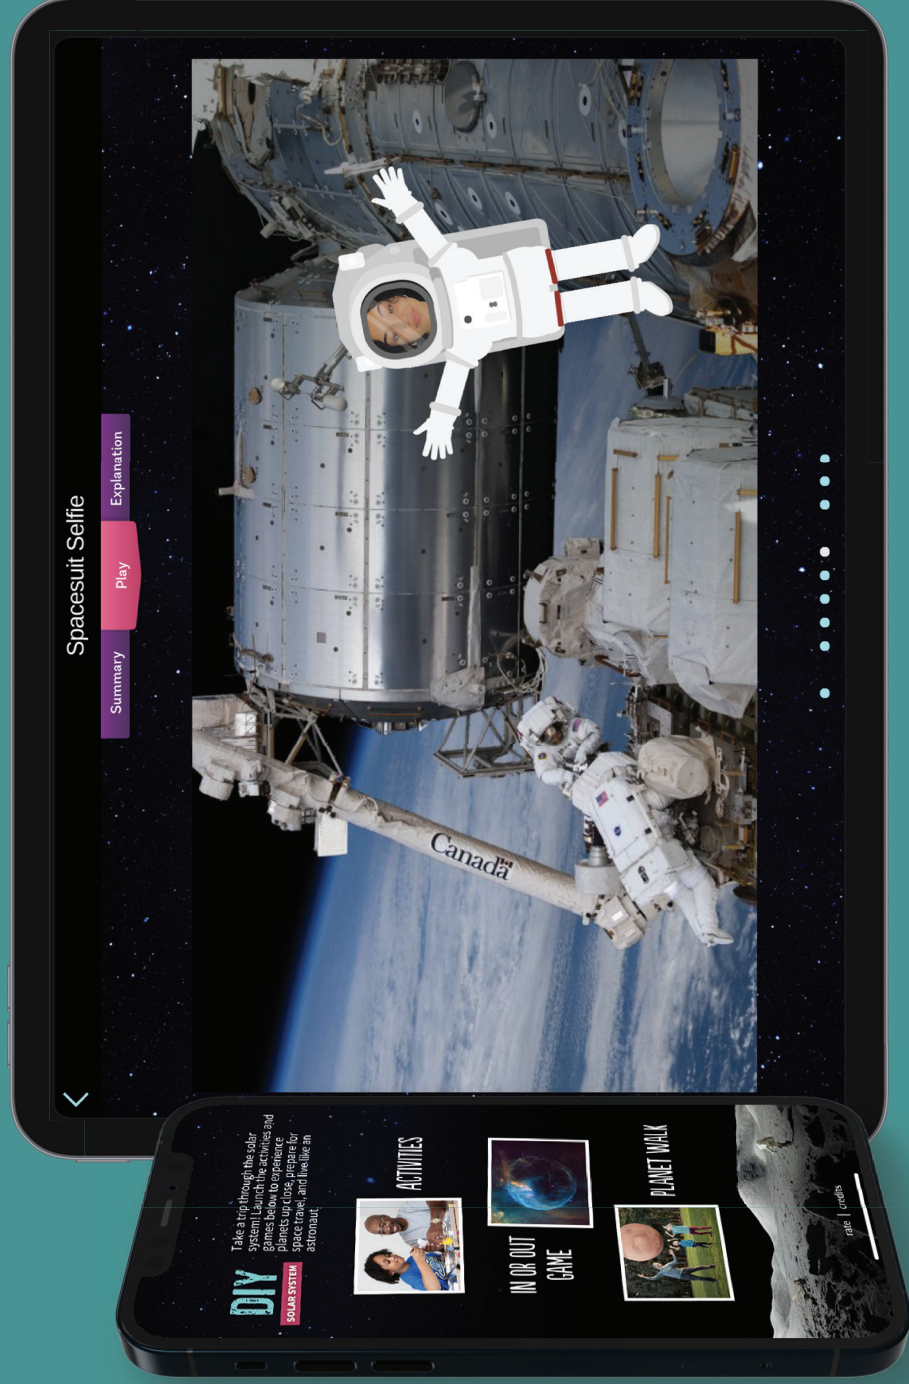 Spacesuit Selfie
Summary
Play
Explanation
Canada
DIY
SOLAR SYSTEM
Take a trip through the solar
system! Launch the activities and
games below to experience
planets up close, prepare for
space travel, and live like an
astronaut.
ACTIVITIES
IN OR OUT
GAME
PLANET WALK
rate | credits